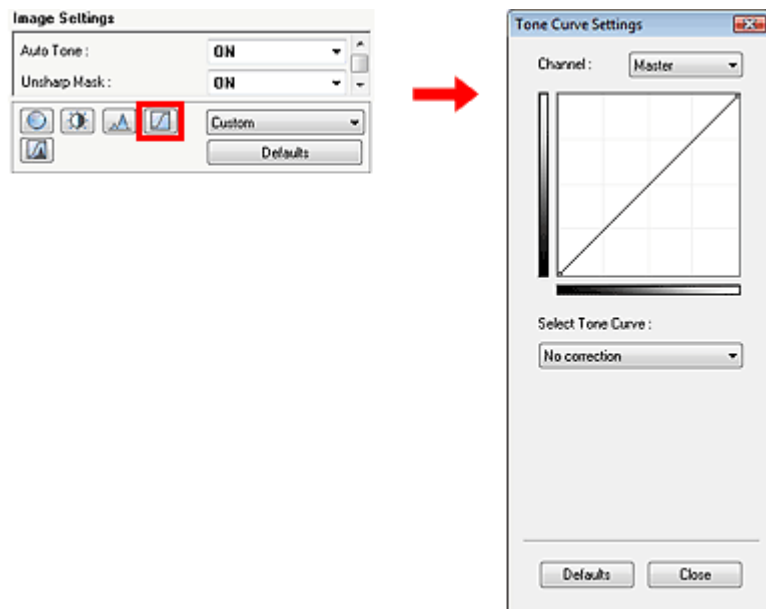 Image Settings
Auto Tone :
ON
Unsharp Mask :
ON
Custom
Defaults
Tone Curve Settings
Channel :
Master
Select Tone Curve :
No correction
Defaults
Close